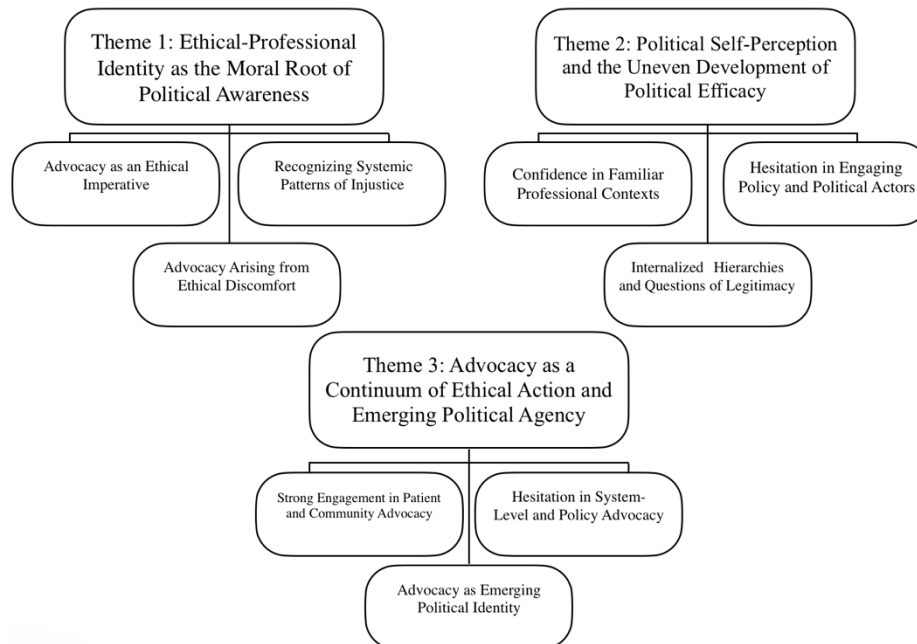 Theme 1: Ethical-Professional
Identity as the Moral Root of
Political Awareness
Advocacy as an Ethical
Imperative
Recognizing Systemic
Patterns of Injustice
Advocacy Arising from
Ethical Discomfort
Theme 2: Political Self-Perception
and the Uneven Development of
Political Efficacy
Confidence in Familiar
Professional Contexts
Hesitation in Engaging
Policy and Political Actors
Internalized Hierarchies
and Questions of Legitimacy
Theme 3: Advocacy as a
Continuum of Ethical Action and
Emerging Political Agency
Strong Engagement in Patient
and Community Advocacy
Hesitation in System-
Level and Policy Advocacy
Advocacy as Emerging
Political Identity